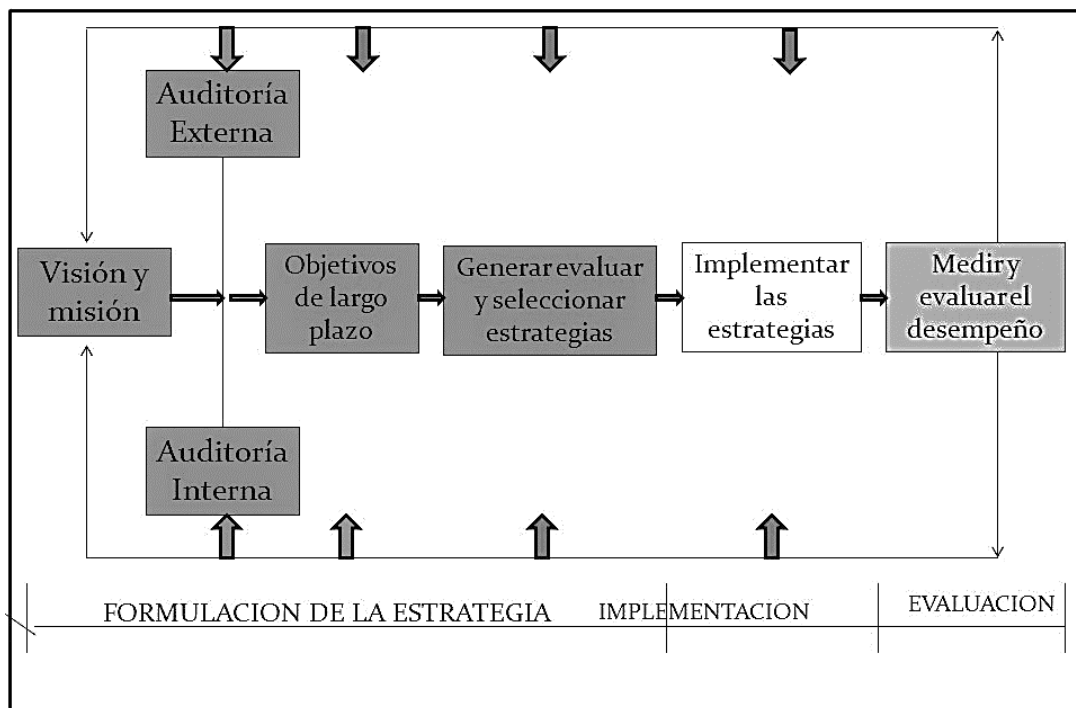 Auditoría
Externa
Visión y
misión
Objetivos
de largo
plazo
Generar evaluar
y seleccionar
estrategias
Implementar
las
estrategias
Medir y
evaluar el
desempeño
Auditoría
Interna
FORMULACION DE LA ESTRATEGIA
IMPLEMENTACION
EVALUACION